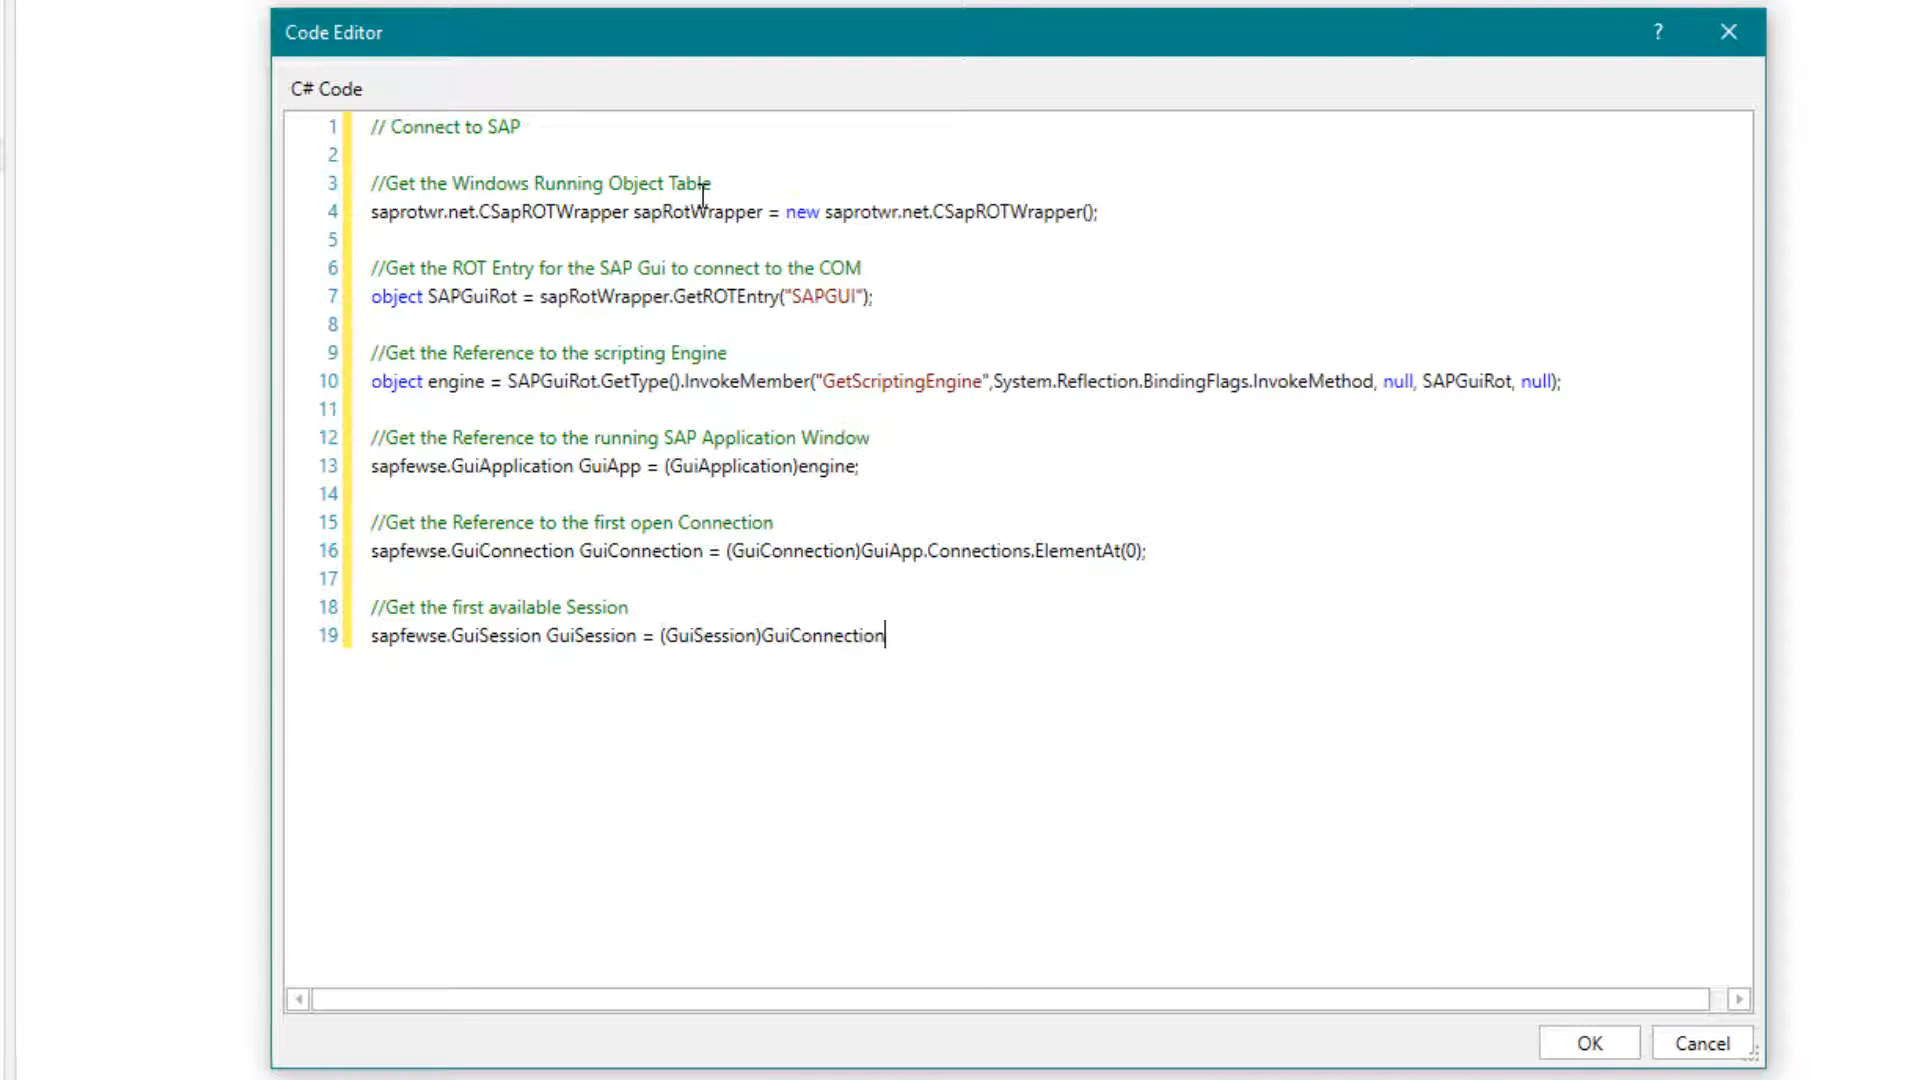 Code Editor
?
C# Code
1 // Connect to SAP
2
3 //Get the Windows Running Object Table
4 saprotwr.net.CSapROTWrapper sapRotWrapper = new saprotwr.net.CSapROTWrapper();
5
6 //Get the ROT Entry for the SAP Gui to connect to the COM
7 object SAPGuiRot = sapRotWrapper.GetROTEntry("SAPGUI");
8
9 //Get the Reference to the scripting Engine
10 object engine = SAPGuiRot.GetType().InvokeMember("GetScriptingEngine",System.Reflection.BindingFlags.InvokeMethod, null, SAPGuiRot, null);
11
12 //Get the Reference to the running SAP Application Window
13 sapfewse.GuiApplication GuiApp = (GuiApplication)engine;
14
15 //Get the Reference to the first open Connection
16 sapfewse.GuiConnection GuiConnection = (GuiConnection)GuiApp.Connections.ElementAt(0);
17
18 //Get the first available Session
19 sapfewse.GuiSession GuiSession = (GuiSession)GuiConnection
OK
Cancel